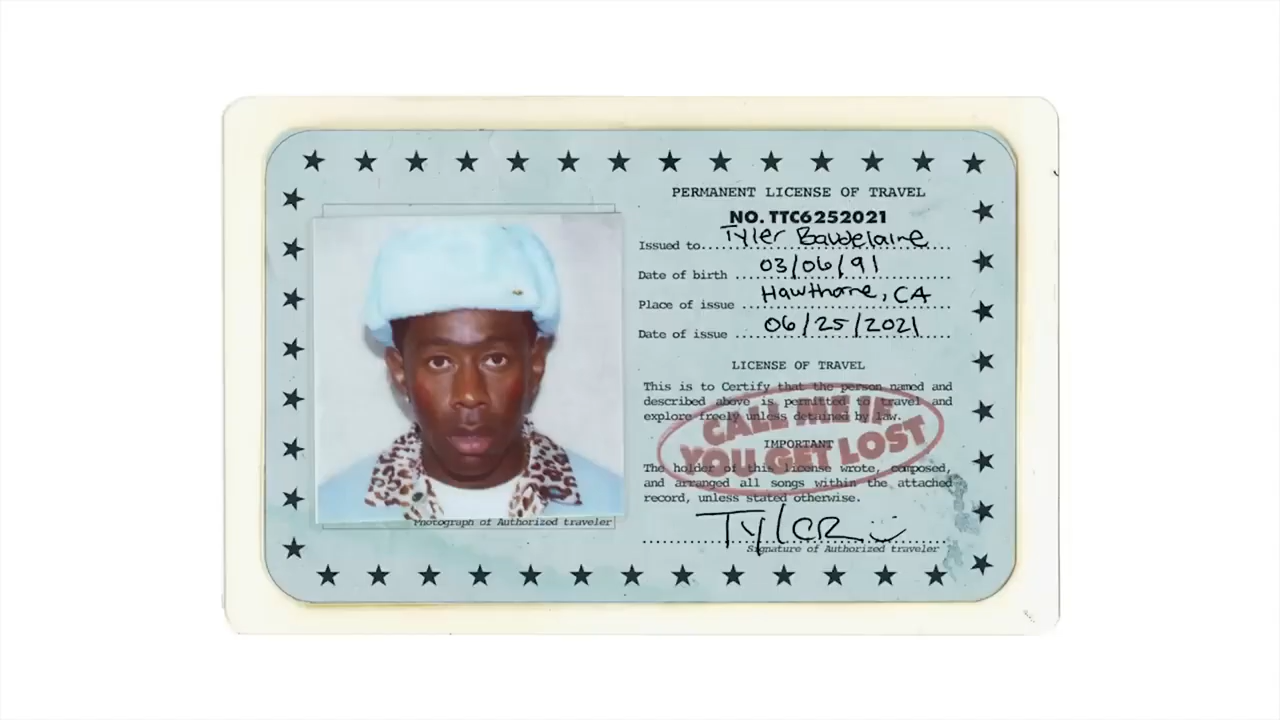 PERMANENT LICENSE OF TRAVEL
NO. TTC6252021
Issued to.....Tyler Baudelaire
Date of birth ...03/06/91
Place of issue ...Hawthorne, CA
Date of issue ...06/25/2021
LICENSE OF TRAVEL
This is to Certify that the person named and
described above is permitted to travel and
explore freely unless detained by law.
CALL ME IF
YOU GET LOST
IMPORTANT
The holder of this license wrote, composed,
and arranged all songs within the attached
record, unless stated otherwise.
TYLER
Signature of Authorized traveler
Photograph of Authorized traveler